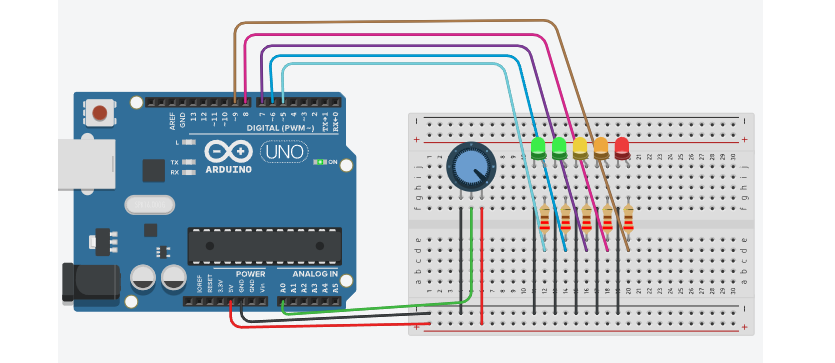 AREF
GND
13
12
~11
~10
~9
8
7
~6
~5
4
~3
2
TX→1
RX←0
DIGITAL (PWM~)
L
TX
RX
ARDUINO
UNO
ON
POWER
ANALOG IN
IOREF
RESET
3.3V
5V
GND
GND
Vin
A0
A1
A2
A3
A4
A5
f g h i j
a b c d e
f g h i j
a b c d e